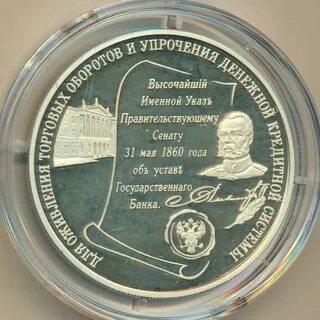 ДЛЯ ОЖИВЛЕНИЯ ТОРГОВЫХ ОБОРОТОВ И УПРОЧЕНИЯ ДЕНЕЖНОЙ КРЕДИТНОЙ СИСТЕМЫ
Высочайшій
Именной Указъ
Правительствующему
Сенату
31 мая 1860 года
объ уставѣ
Государственнаго
Банка.